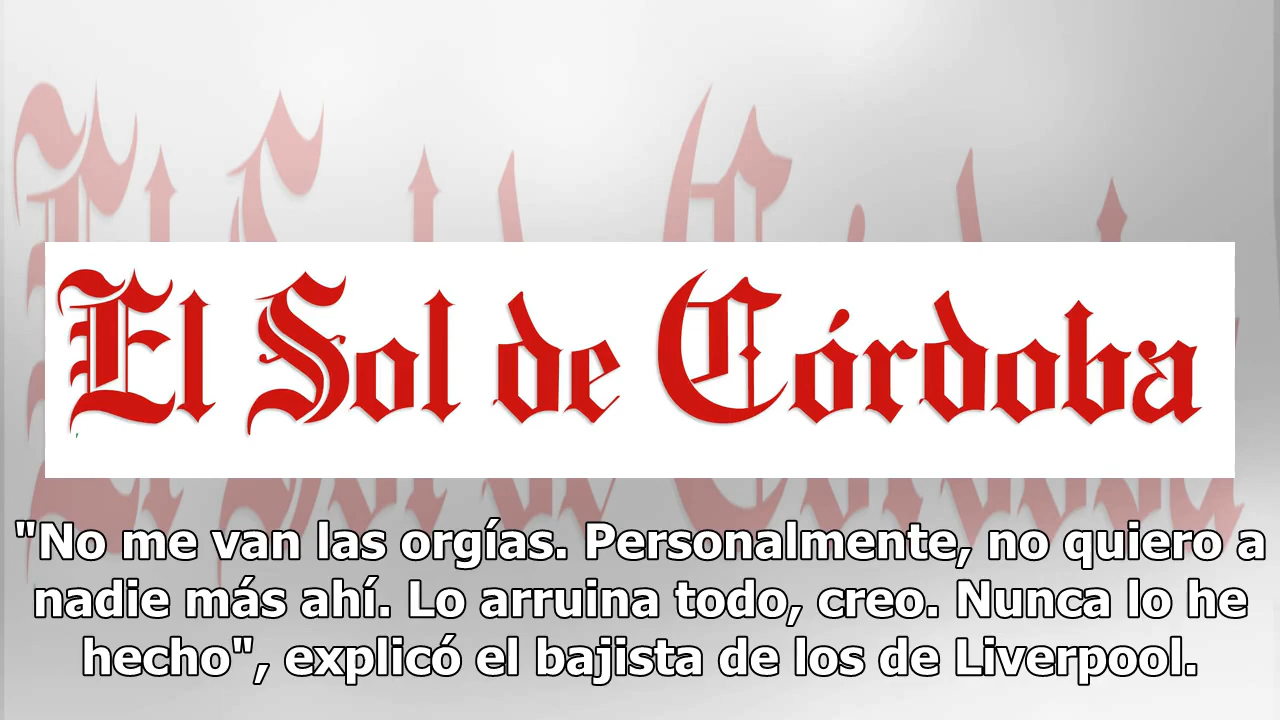 El Sol de Córdoba
"No me van las orgías. Personalmente, no quiero a
nadie más ahí. Lo arruina todo, creo. Nunca lo he
hecho", explicó el bajista de los de Liverpool.